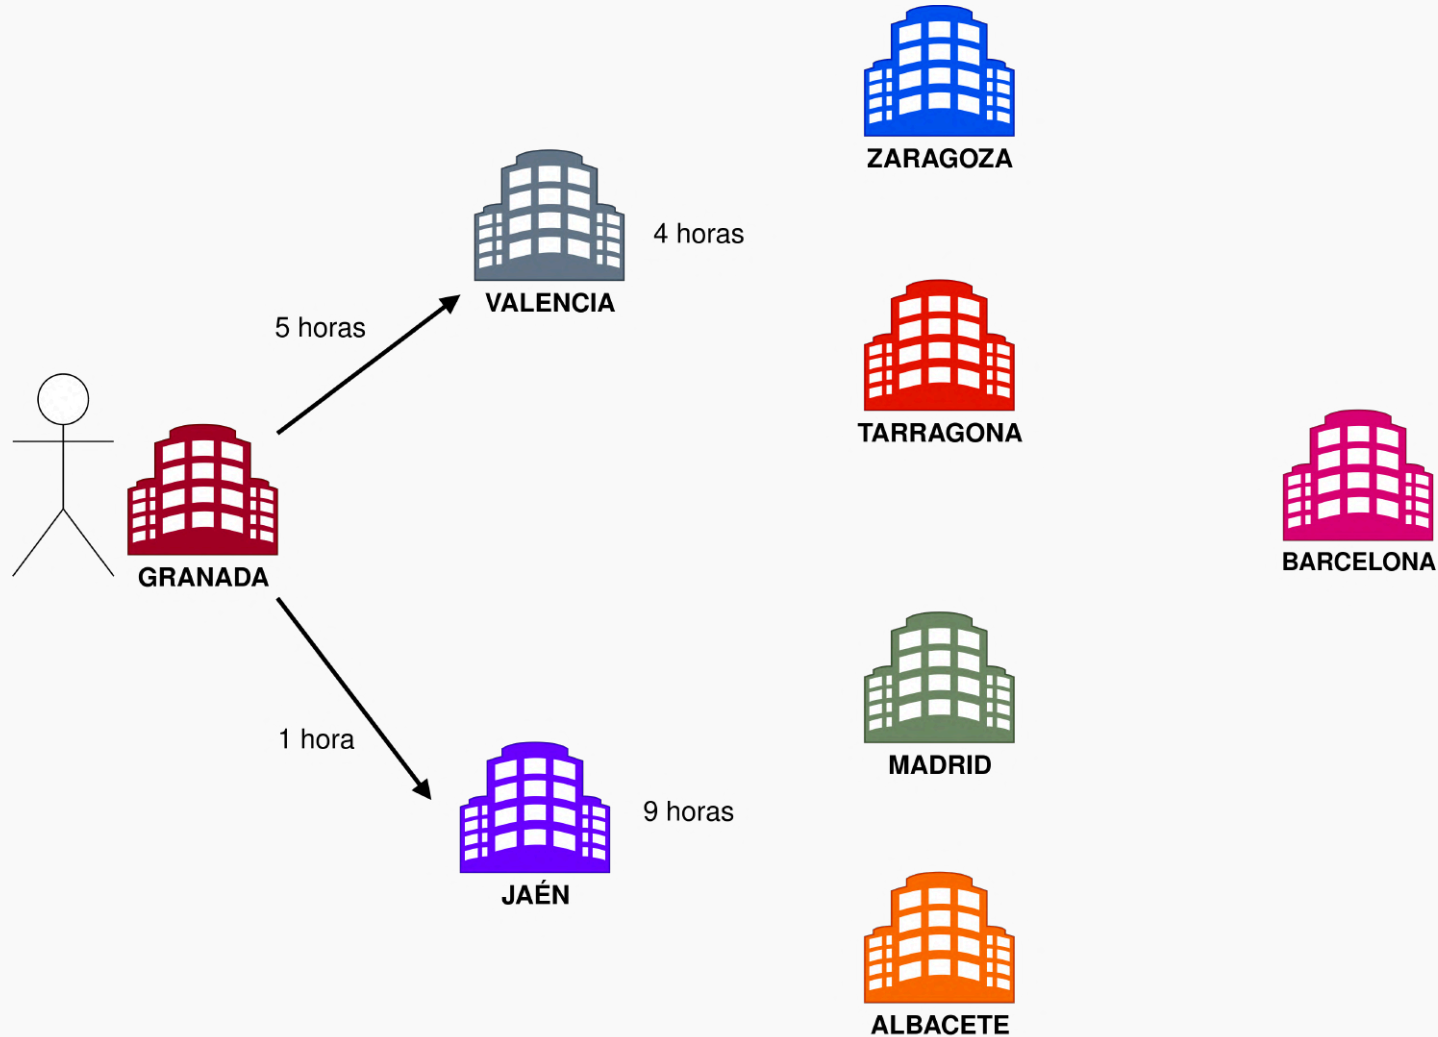 ZARAGOZA
4 horas
VALENCIA
5 horas
TARRAGONA
BARCELONA
GRANADA
1 hora
MADRID
9 horas
JAÉN
ALBACETE